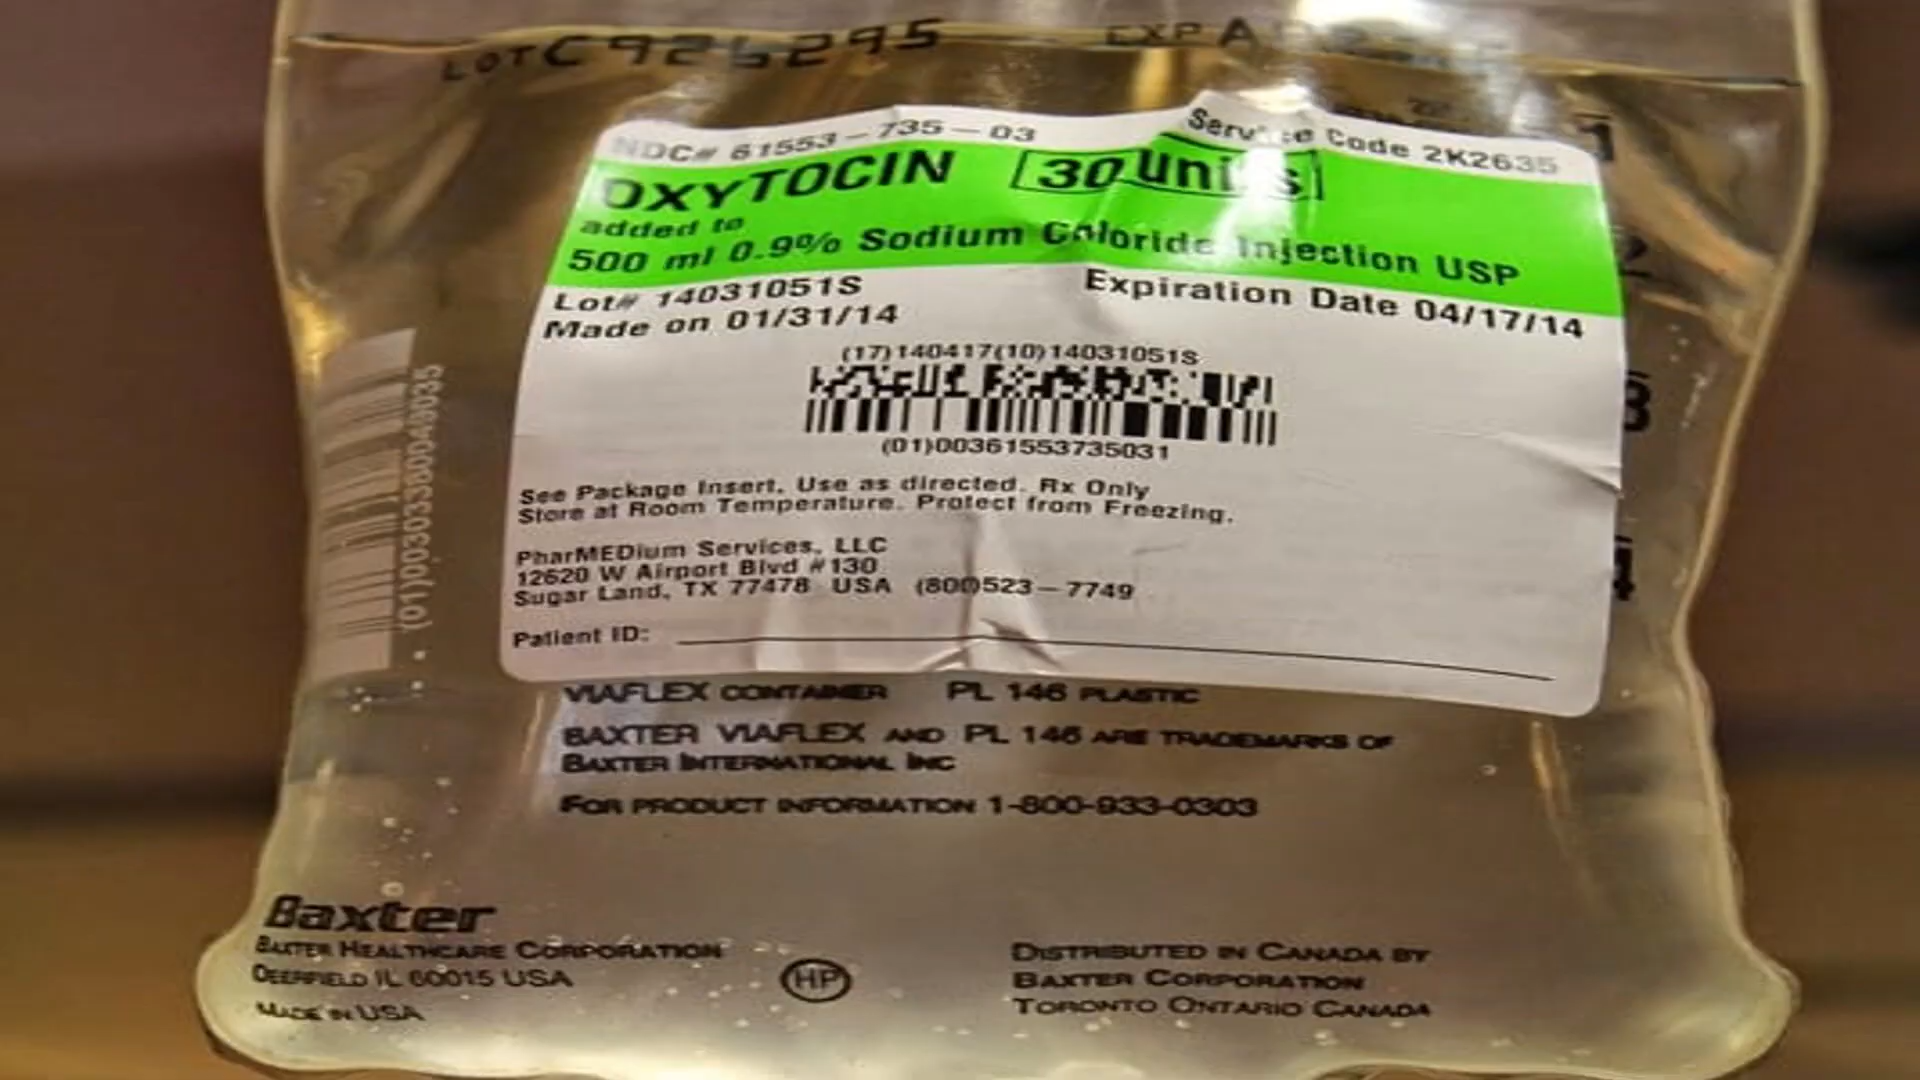 LOT C926295 EXP
NDC# 61553-735-03 Service Code 2K2635
OXYTOCIN 30 Units
added to
500 ml 0.9% Sodium Chloride Injection USP
Lot# 14031051S Expiration Date 04/17/14
Made on 01/31/14
(17)140417(10)14031051S
(01)00361553735031
See Package Insert. Use as directed. Rx Only
Store at Room Temperature. Protect from Freezing.
PharMEDium Services, LLC
12620 W Airport Blvd #130
Sugar Land, TX 77478 USA (800)523-7749
Patient ID:
1
2
3
4
VIAFLEX CONTAINER PL 146 PLASTIC
BAXTER VIAFLEX AND PL 146 ARE TRADEMARKS OF
BAXTER INTERNATIONAL INC
FOR PRODUCT INFORMATION 1-800-933-0303
Baxter
BAXTER HEALTHCARE CORPORATION
DEERFIELD IL 60015 USA
MADE IN USA
HP
DISTRIBUTED IN CANADA BY
BAXTER CORPORATION
TORONTO ONTARIO CANADA